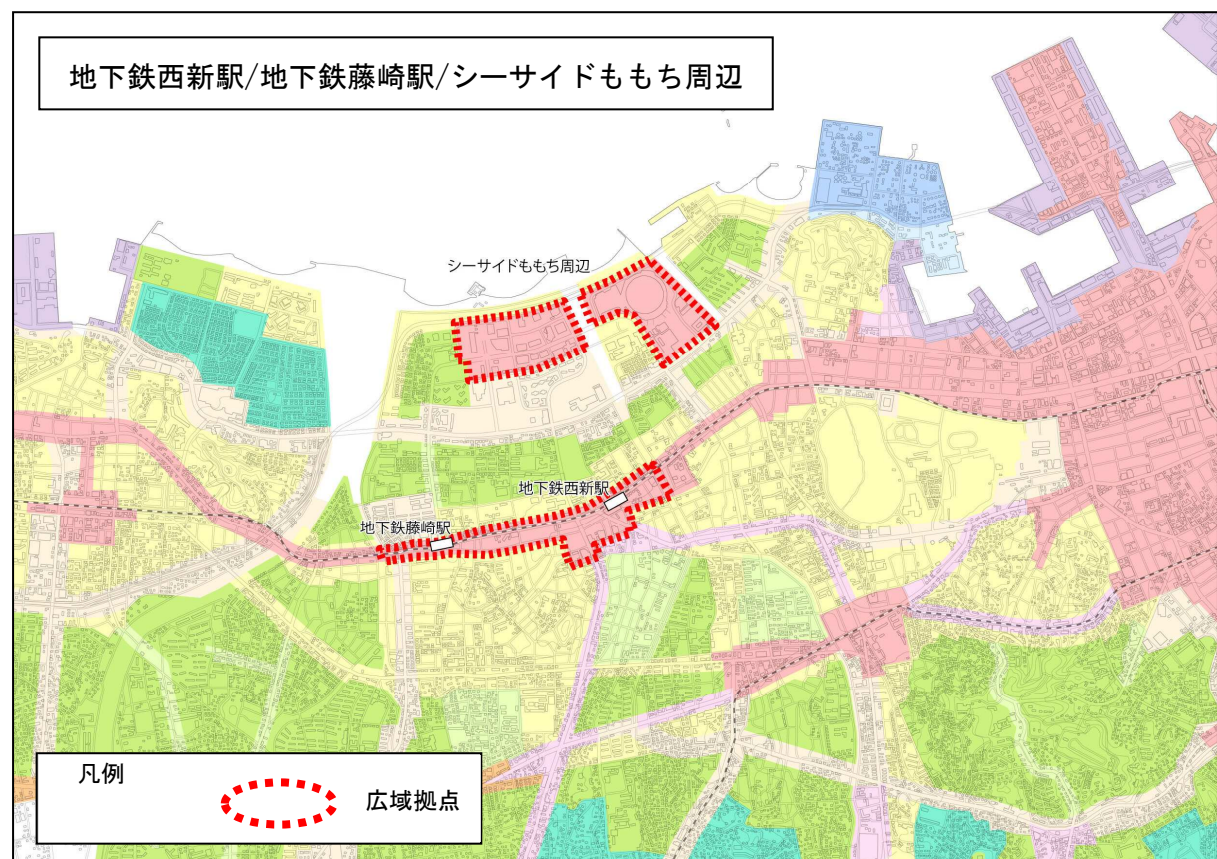 地下鉄西新駅/地下鉄藤崎駅/シーサイドももち周辺
シーサイドももち周辺
地下鉄西新駅
地下鉄藤崎駅
凡例
広域拠点